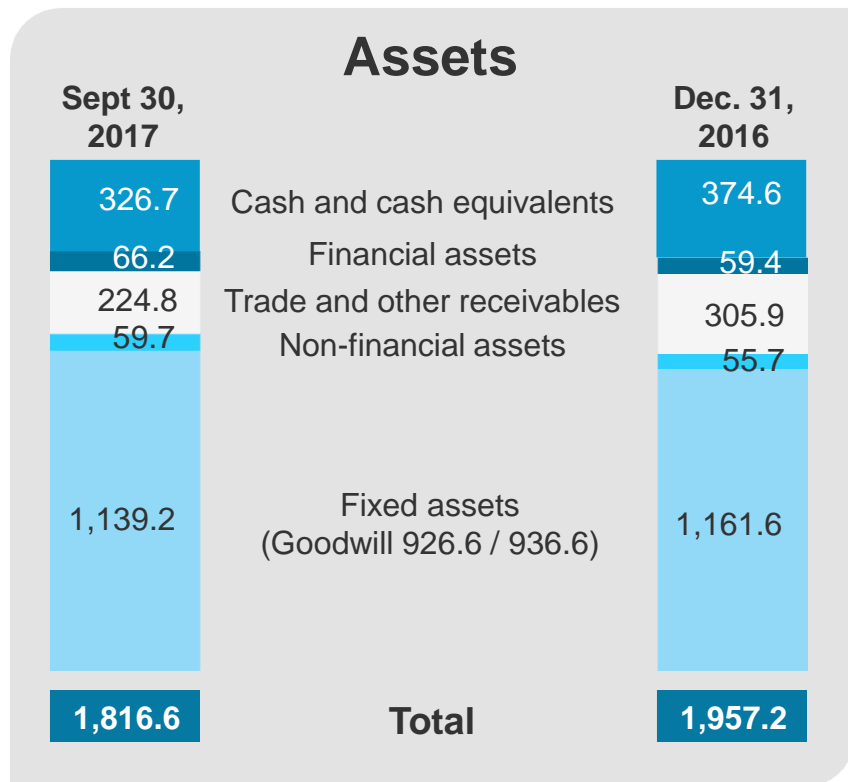 Assets
Sept 30,
2017
Dec. 31,
2016
326.7
Cash and cash equivalents
374.6
66.2
Financial assets
59.4
224.8
Trade and other receivables
305.9
59.7
Non-financial assets
55.7
1,139.2
Fixed assets
(Goodwill 926.6 / 936.6)
1,161.6
1,816.6
Total
1,957.2